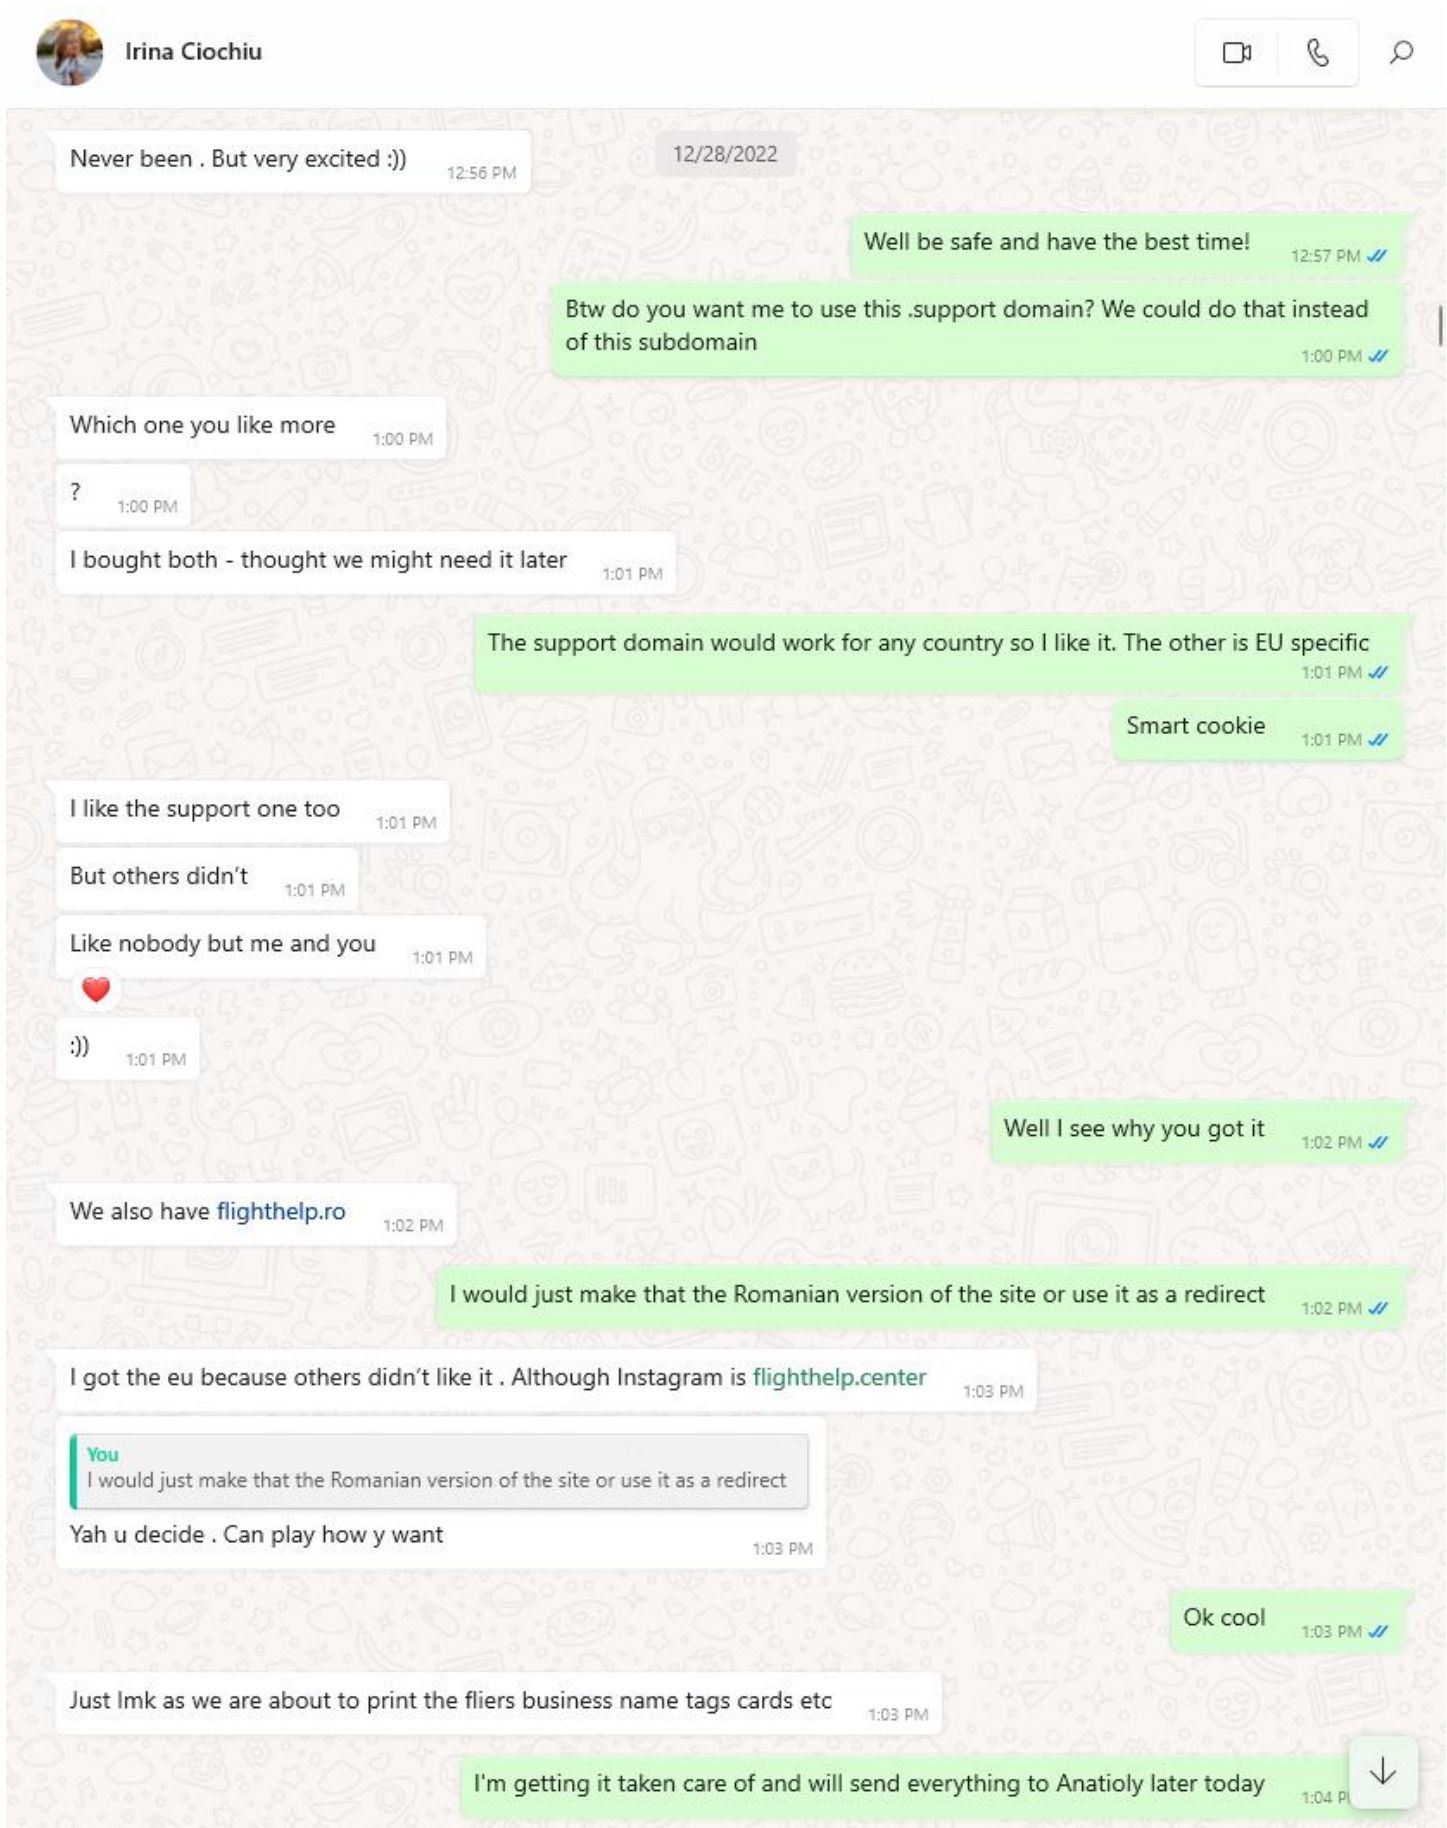 Irina Ciochiu
Never been . But very excited :))
12:56 PM
12/28/2022
Well be safe and have the best time!
12:57 PM
Btw do you want me to use this .support domain? We could do that instead
of this subdomain
1:00 PM
Which one you like more
1:00 PM
?
1:00 PM
I bought both - thought we might need it later
1:01 PM
The support domain would work for any country so I like it. The other is EU specific
1:01 PM
Smart cookie
1:01 PM
I like the support one too
1:01 PM
But others didn't
1:01 PM
Like nobody but me and you
1:01 PM
:))
1:01 PM
Well I see why you got it
1:02 PM
We also have flighthelp.ro
1:02 PM
I would just make that the Romanian version of the site or use it as a redirect
1:02 PM
I got the eu because others didn't like it . Although Instagram is flighthelp.center
1:03 PM
You
I would just make that the Romanian version of the site or use it as a redirect
Yah u decide . Can play how y want
1:03 PM
Ok cool
1:03 PM
Just lmk as we are about to print the fliers business name tags cards etc
1:03 PM
I'm getting it taken care of and will send everything to Anatioly later today
1:04 P